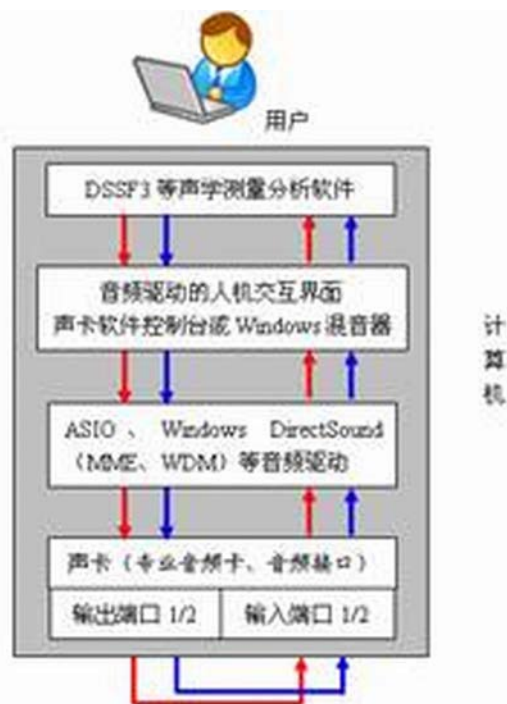 用户
DSSF3 等声学测量分析软件
音频驱动的人机交互界面
声卡软件控制台或 Windows 混音器
ASIO 、 Windows DirectSound
（MME、WDM）等音频驱动
声卡（专业音频卡、音频接口）
输出端口 1/2
输入端口 1/2
计
算
机